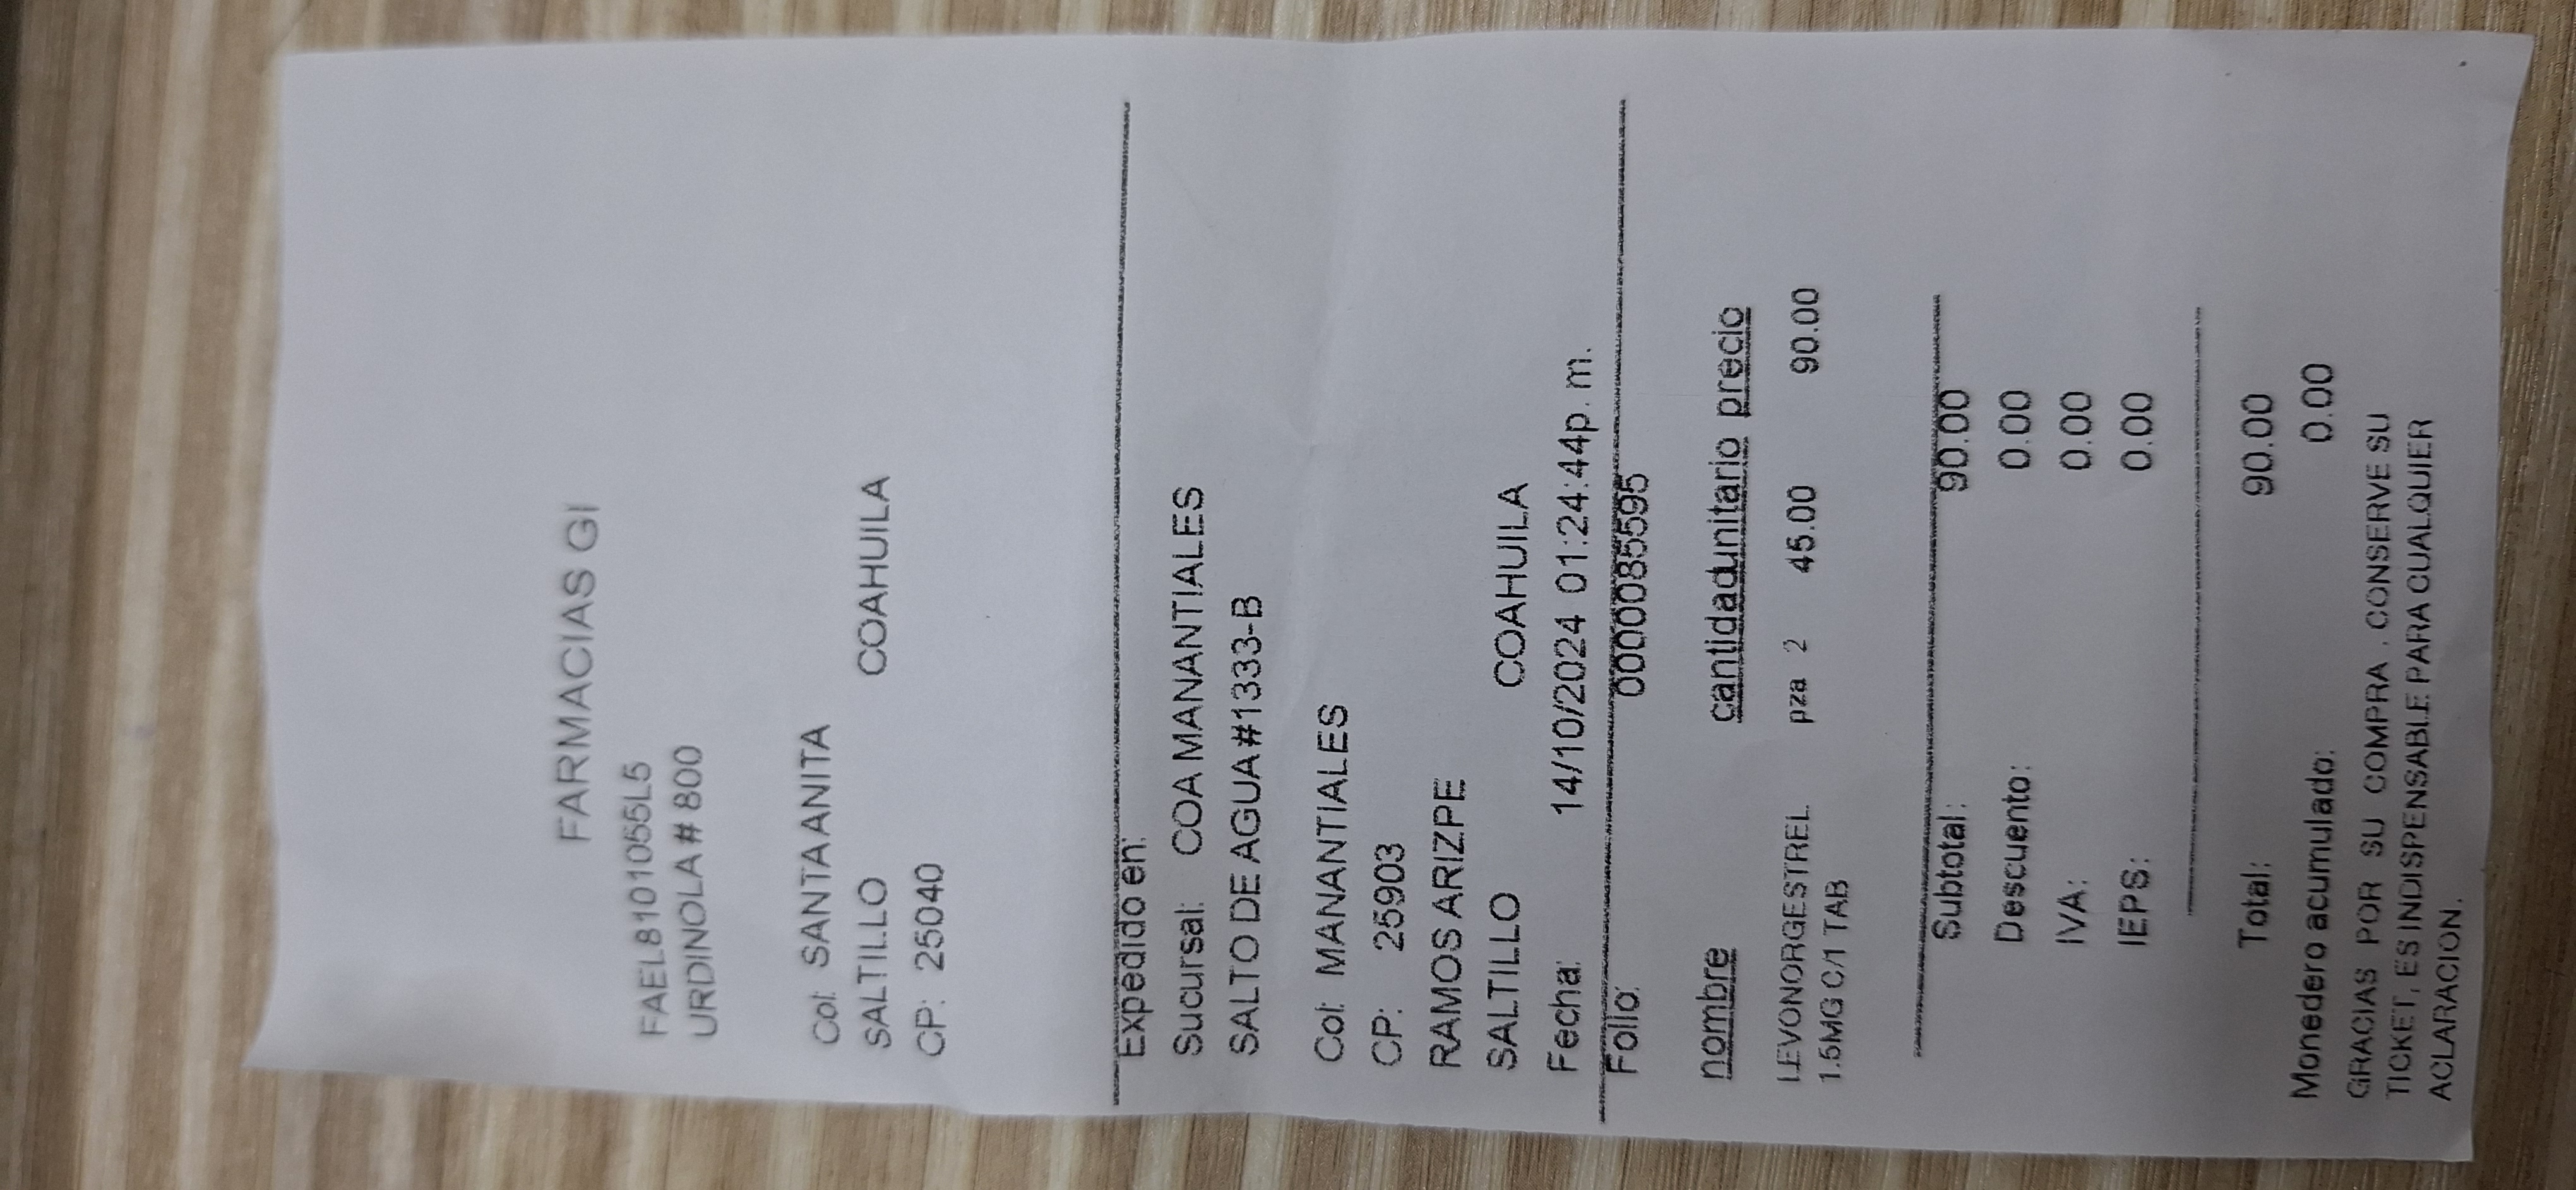 FARMACIAS GI
FAEL8101055L5
URDINOLA # 800
Col: SANTA ANITA
SALTILLO COAHUILA
CP: 25040
Expedido en:
Sucursal: COA MANANTIALES
SALTO DE AGUA #1333-B
Col: MANANTIALES
CP: 25903
RAMOS ARIZPE
SALTILLO COAHUILA
Fecha: 14/10/2024 01:24:44p. m.
Folio: 0000085595
nombre cantidadunitario precio
LEVONORGESTREL pza 2 45.00 90.00
1.5MG C/1 TAB
Subtotal: 90.00
Descuento: 0.00
IVA: 0.00
IEPS: 0.00
Total: 90.00
Monedero acumulado: 0.00
GRACIAS POR SU COMPRA , CONSERVE SU
TICKET, ES INDISPENSABLE PARA CUALQUIER
ACLARACION.